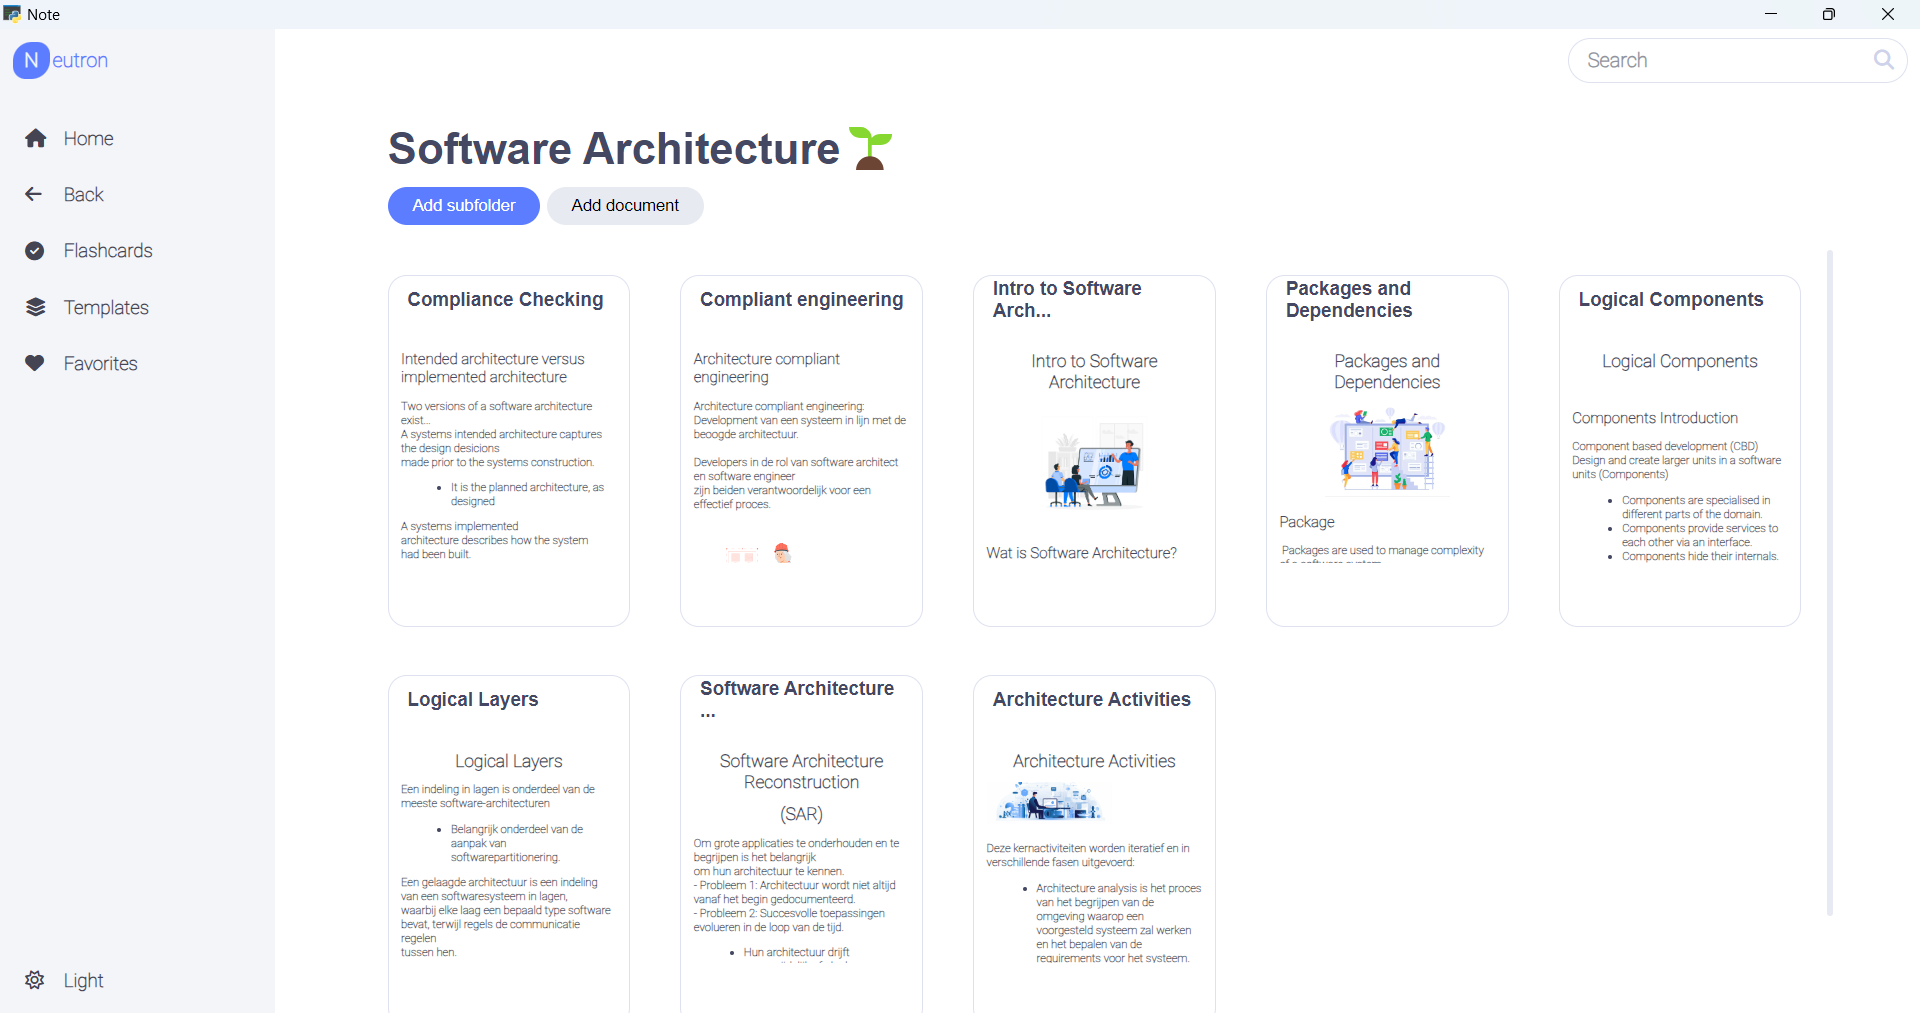 Note
Neutron
Search
Home
Back
Flashcards
Templates
Favorites
Light
Software Architecture
Add subfolder
Add document
Compliance Checking
Intended architecture versus
implemented architecture
Two versions of a software architecture
exist...
A systems intended architecture captures
the design desicions
made prior to the systems construction.
• It is the planned architecture, as
designed
A systems implemented
architecture describes how the system
had been built.
Compliant engineering
Architecture compliant
engineering
Architecture compliant engineering:
Development van een systeem in lijn met de
beoogde architectuur.
Developers in de rol van software architect
en software engineer
zijn beiden verantwoordelijk voor een
effectief proces.
Intro to Software
Arch...
Intro to Software
Architecture
Wat is Software Architecture?
Packages and
Dependencies
Packages and
Dependencies
Package
Packages are used to manage complexity
Logical Components
Logical Components
Components Introduction
Component based development (CBD)
Design and create larger units in a software
units (Components)
• Components are specialised in
different parts of the domain.
• Components provide services to
each other via an interface.
• Components hide their internals.
Logical Layers
Logical Layers
Een indeling in lagen is onderdeel van de
meeste software-architecturen
• Belangrijk onderdeel van de
aanpak van
softwarepartitionering.
Een gelaagde architectuur is een indeling
van een softwaresysteem in lagen,
waarbij elke laag een bepaald type software
bevat, terwijl regels de communicatie
regelen
tussen hen.
Software Architecture
...
Software Architecture
Reconstruction
(SAR)
Om grote applicaties te onderhouden en te
begrijpen is het belangrijk
om hun architectuur te kennen.
- Probleem 1: Architectuur wordt niet altijd
vanaf het begin gedocumenteerd.
- Probleem 2: Succesvolle toepassingen
evolueren in de loop van de tijd.
• Hun architectuur drijft
Architecture Activities
Architecture Activities
Deze kernactiviteiten worden iteratief en in
verschillende fasen uitgevoerd:
• Architecture analysis is het proces
van het begrijpen van de
omgeving waarop een
voorgesteld systeem zal werken
en het bepalen van de
requirements voor het systeem.